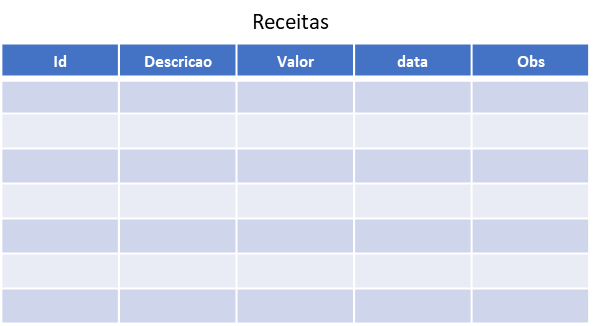 Receitas
Id Descricao Valor data Obs